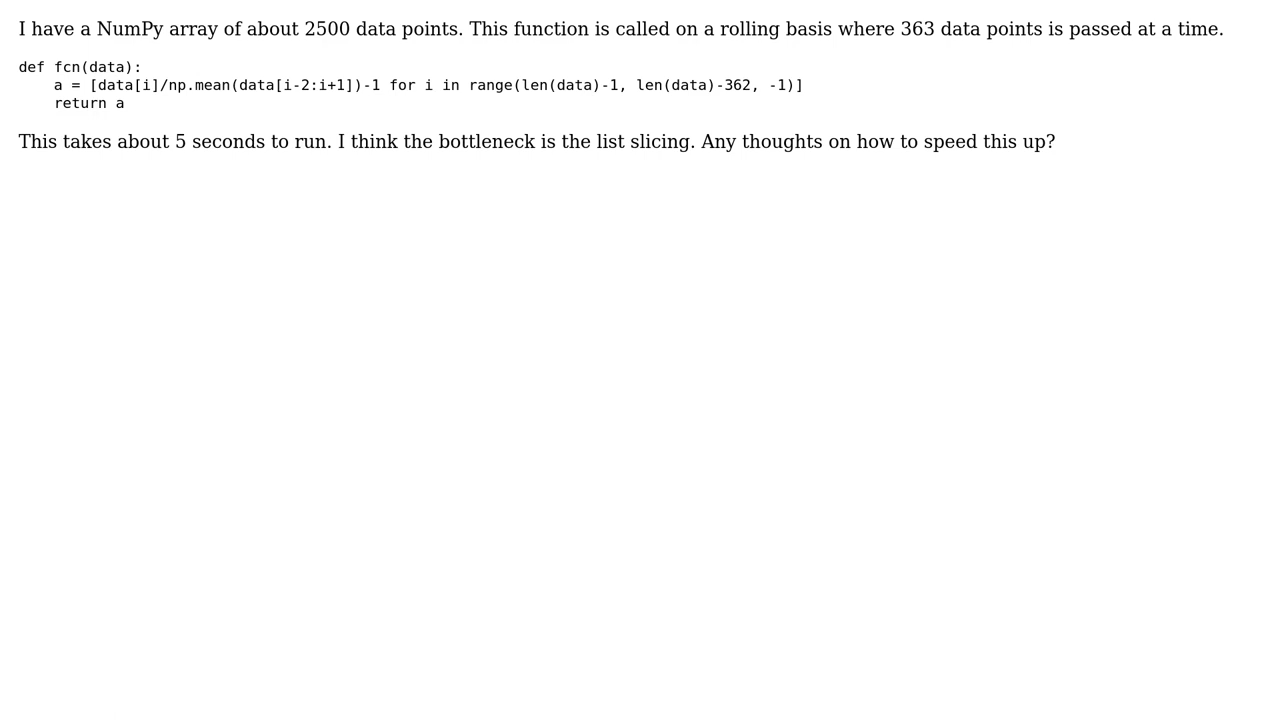 I have a NumPy array of about 2500 data points. This function is called on a rolling basis where 363 data points is passed at a time.
def fcn(data):
    a = [data[i]/np.mean(data[i-2:i+1])-1 for i in range(len(data)-1, len(data)-362, -1)]
    return a
This takes about 5 seconds to run. I think the bottleneck is the list slicing. Any thoughts on how to speed this up?